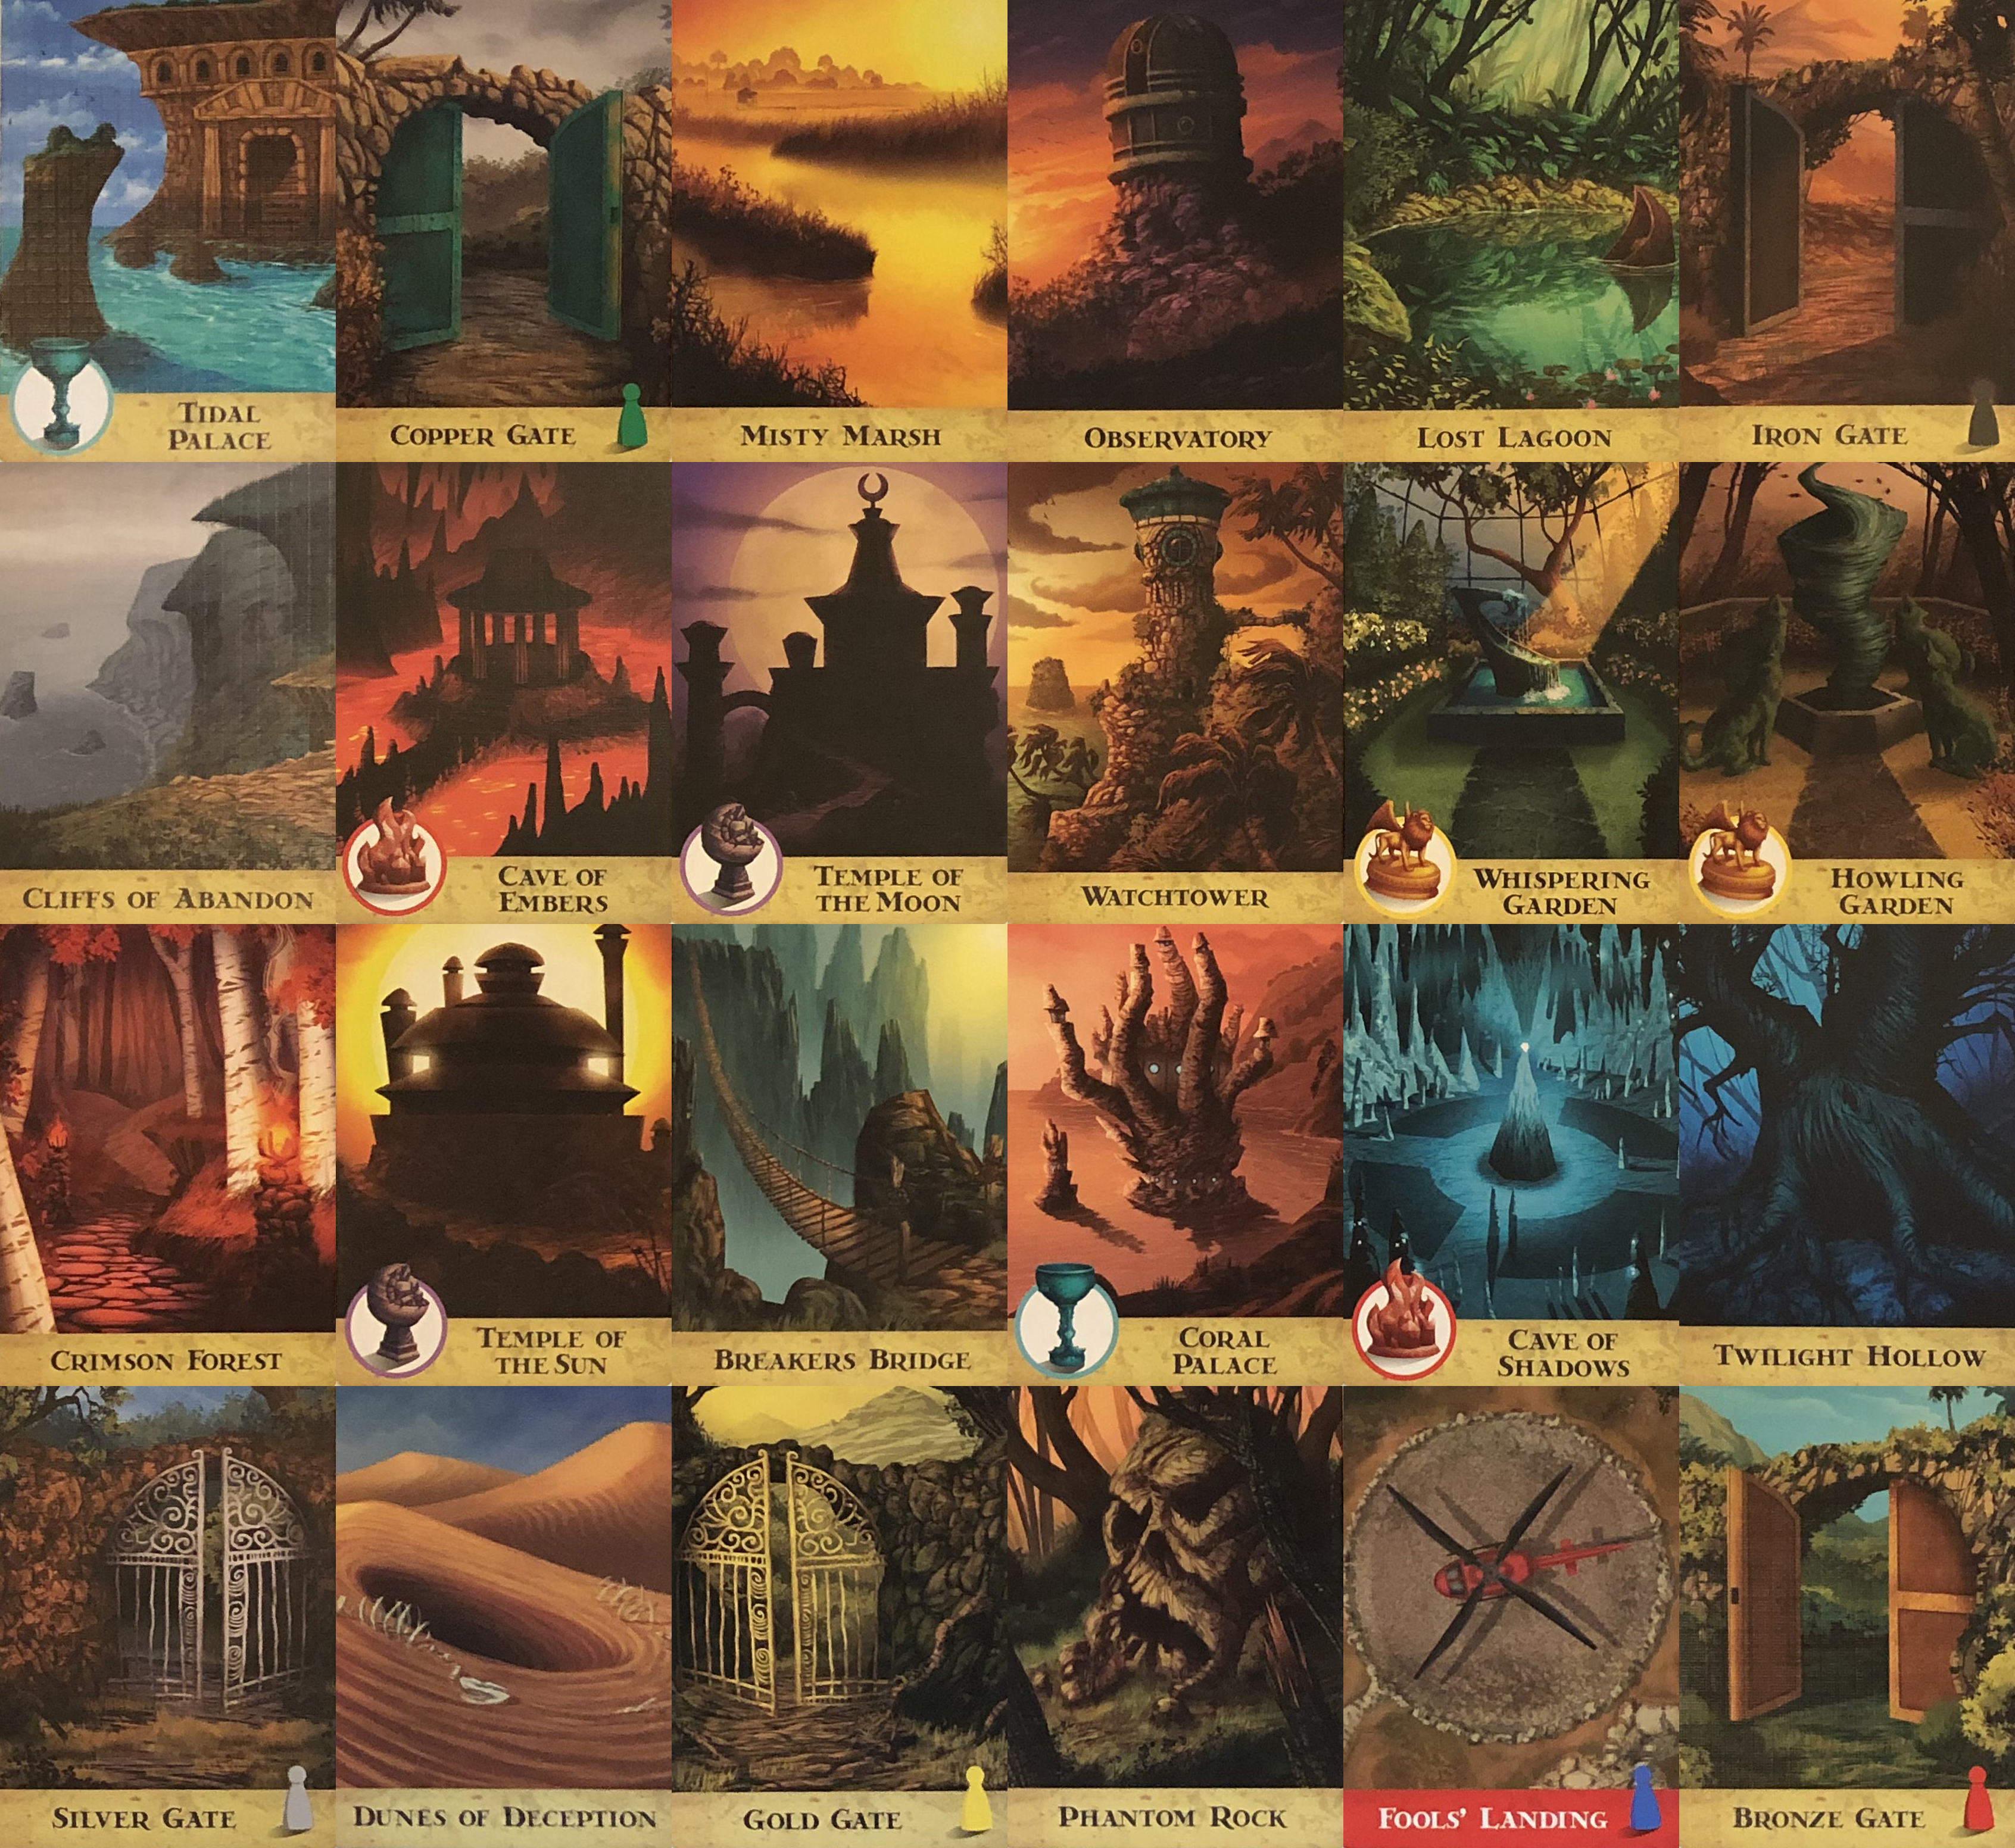 TIDAL
PALACE
COPPER GATE
MISTY MARSH
OBSERVATORY
LOST LAGOON
IRON GATE
CLIFFS OF ABANDON
CAVE OF
EMBERS
TEMPLE OF
THE MOON
WATCHTOWER
WHISPERING
GARDEN
HOWLING
GARDEN
CRIMSON FOREST
TEMPLE OF
THE SUN
BREAKERS BRIDGE
CORAL
PALACE
CAVE OF
SHADOWS
TWILIGHT HOLLOW
SILVER GATE
DUNES OF DECEPTION
GOLD GATE
PHANTOM ROCK
FOOLS' LANDING
BRONZE GATE